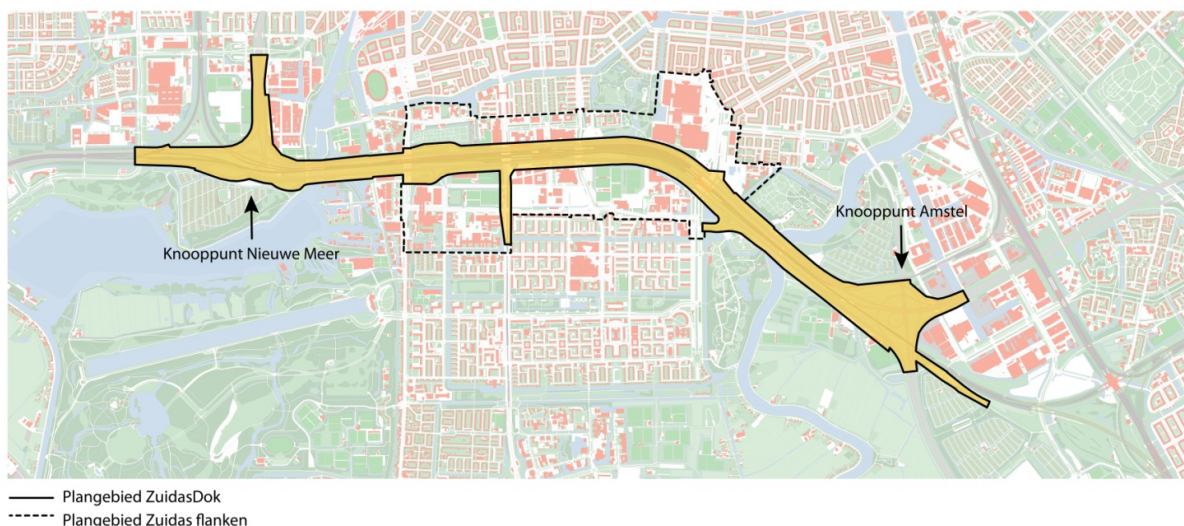 Knooppunt Amstel
Knooppunt Nieuwe Meer
Plangebied ZuidasDok
Plangebied Zuidas flanken